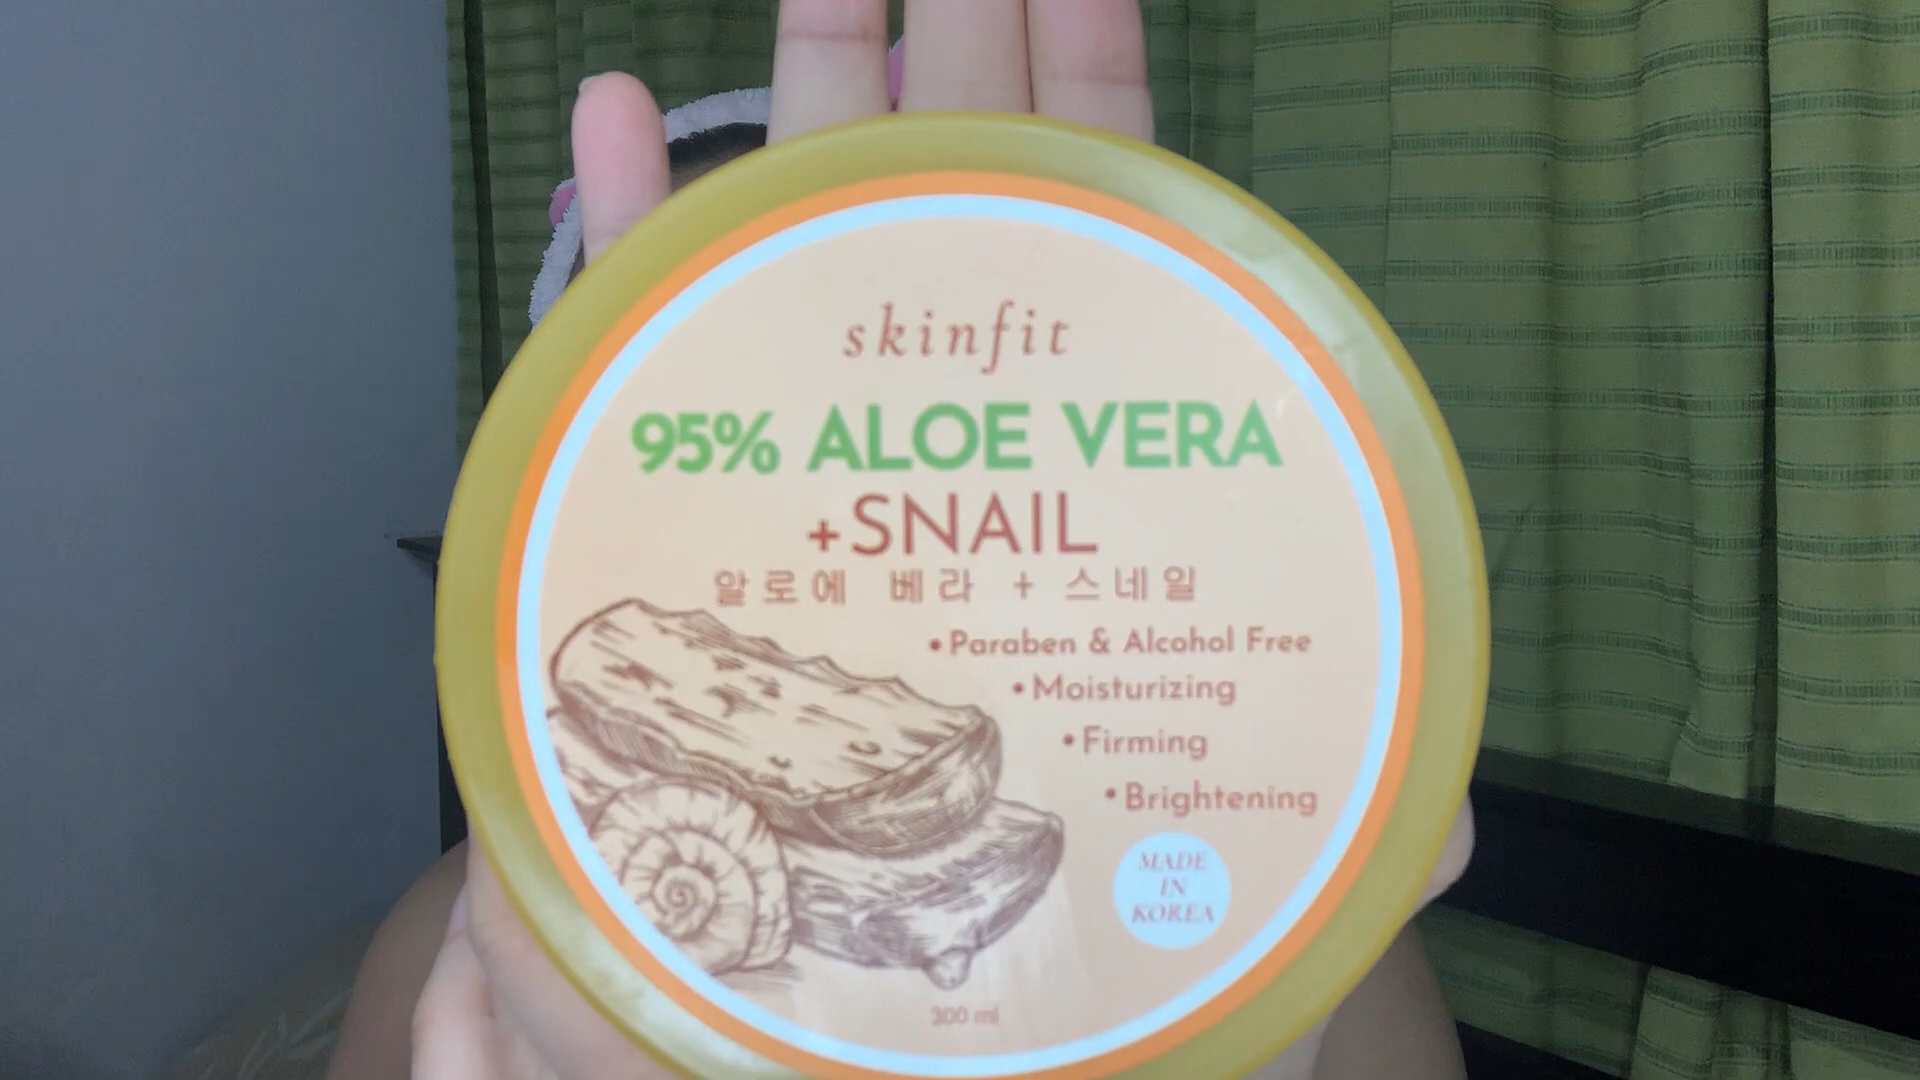 skinfit
95% ALOE VERA
+SNAIL
알로에 베라 + 스네일
•Paraben & Alcohol Free
•Moisturizing
•Firming
•Brightening
MADE
IN
KOREA
300 ml